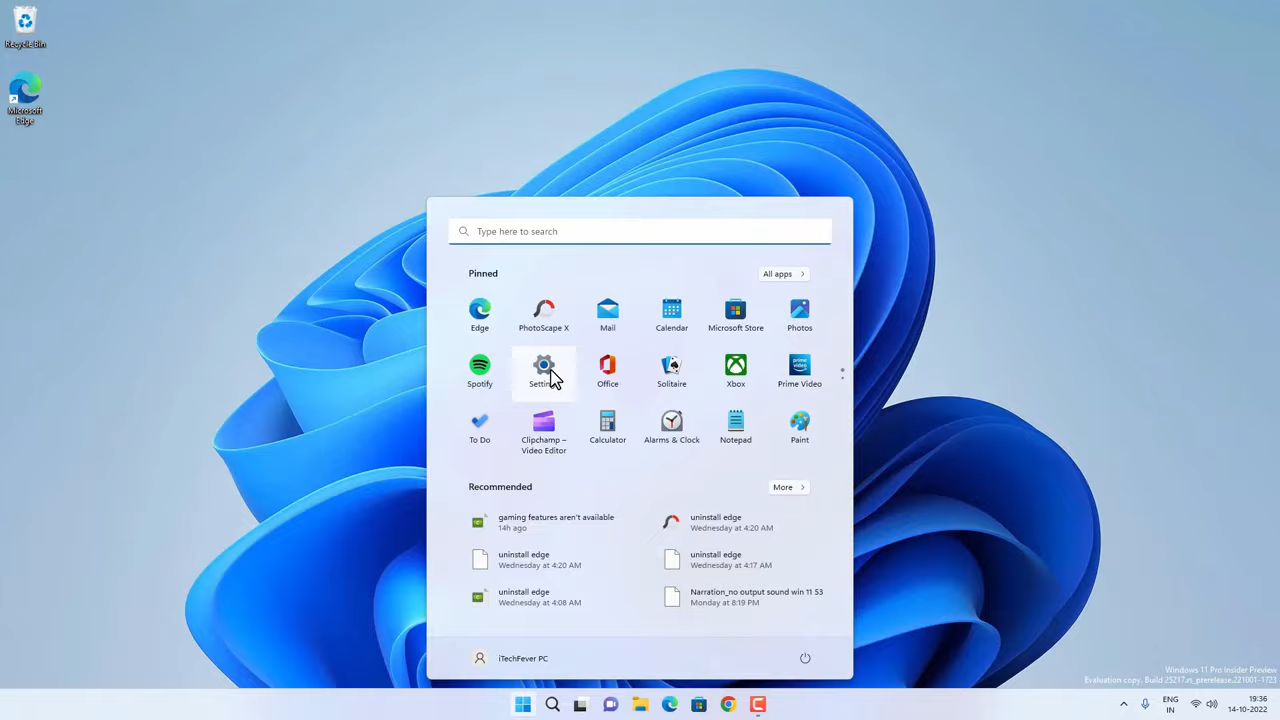 Recycle Bin
Microsoft
Edge
Type here to search
Pinned
All apps
Edge
PhotoScape X
Mail
Calendar
Microsoft Store
Photos
Spotify
Office
Solitaire
Xbox
Prime Video
To Do
Clipchamp –
Video Editor
Calculator
Alarms & Clock
Notepad
Paint
Recommended
More
gaming features aren't available
14h ago
uninstall edge
Wednesday at 4:20 AM
uninstall edge
Wednesday at 4:20 AM
uninstall edge
Wednesday at 4:17 AM
uninstall edge
Wednesday at 4:08 AM
Narration_no output sound win 11 53
Monday at 8:19 PM
iTechFever PC
Windows 11 Pro Insider Preview
Evaluation copy. Build 25217.rs_prerelease.221001-1723
ENG
IN
19:36
14-10-2022